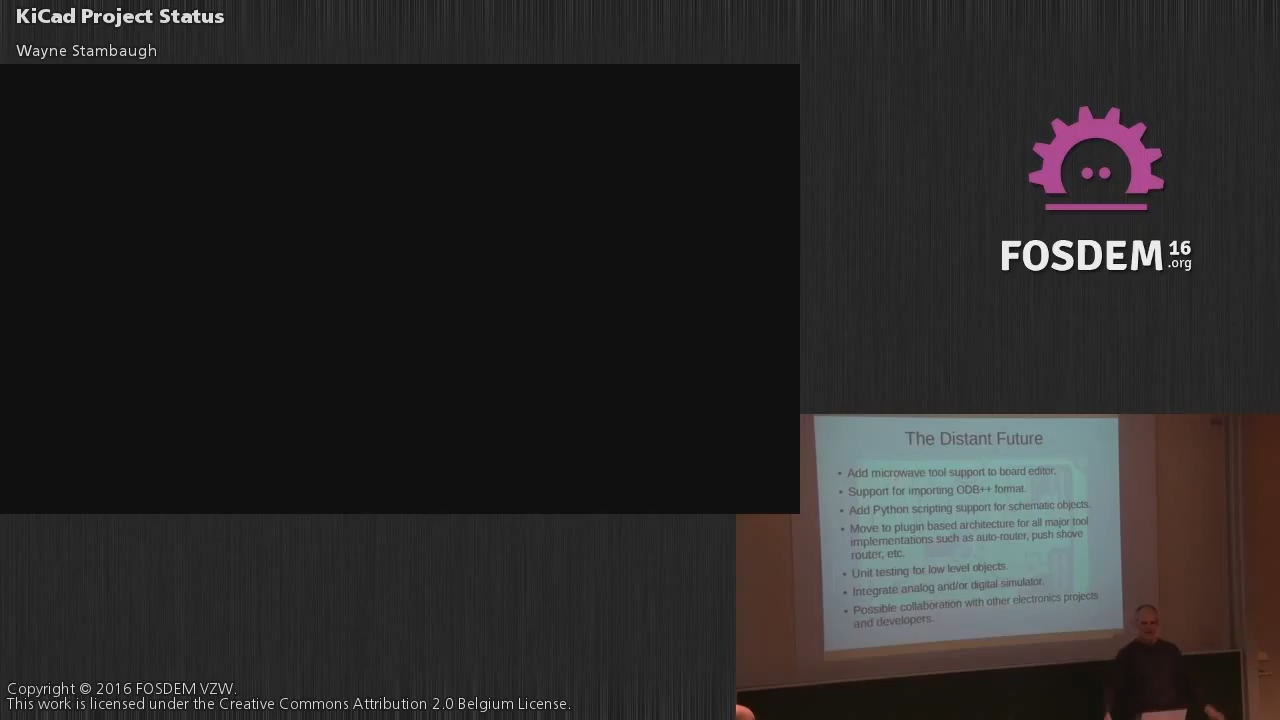 KiCad Project Status
Wayne Stambaugh
FOSDEM 16
.org
The Distant Future
• Add microwave tool support to board editor.
• Support for importing ODB++ format.
• Add Python scripting support for schematic objects.
• Move to plugin based architecture for all major tool
implementations such as auto-router, push shove
router, etc.
• Unit testing for low level objects.
• Integrate analog and/or digital simulator.
• Possible collaboration with other electronics projects
and developers.
Copyright © 2016 FOSDEM VZW.
This work is licensed under the Creative Commons Attribution 2.0 Belgium License.